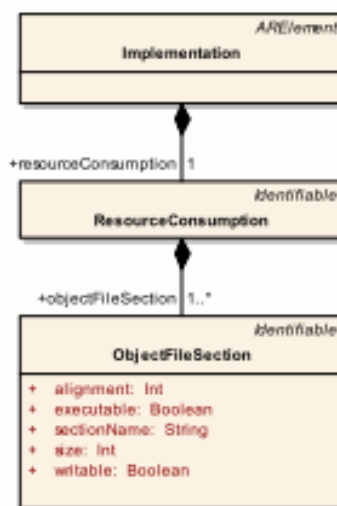 ARElement
Implementation
+resourceConsumption 1
Identifiable
ResourceConsumption
+objectFileSection 1..*
Identifiable
ObjectFileSection
+ alignment: Int
+ executable: Boolean
+ sectionName: String
+ size: Int
+ writable: Boolean